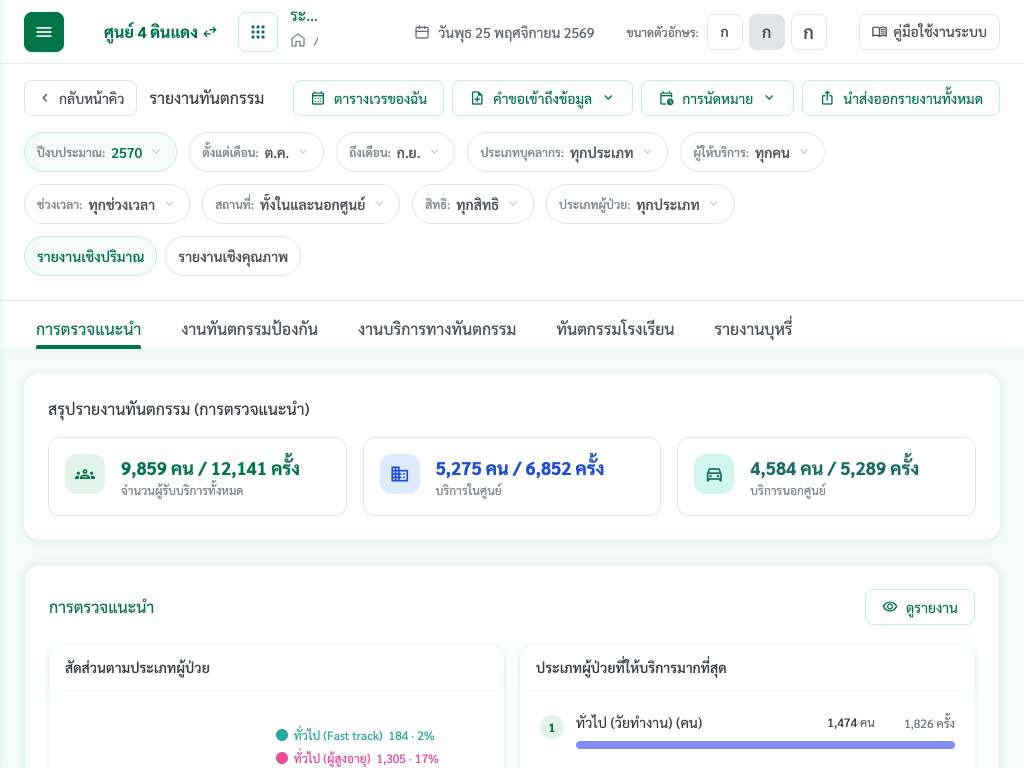 ศูนย์ 4 ดินแดง
ระ...
/
วันพุธ 25 พฤศจิกายน 2569
ขนาดตัวอักษร:
ก
ก
ก
คู่มือใช้งานระบบ
กลับหน้าคิว
รายงานทันตกรรม
ตารางเวรของฉัน
คำขอเข้าถึงข้อมูล
การนัดหมาย
นำส่งออกรายงานทั้งหมด
ปีงบประมาณ: 2570
ตั้งแต่เดือน: ต.ค.
ถึงเดือน: ก.ย.
ประเภทบุคลากร: ทุกประเภท
ผู้ให้บริการ: ทุกคน
ช่วงเวลา: ทุกช่วงเวลา
สถานที่: ทั้งในและนอกศูนย์
สิทธิ: ทุกสิทธิ
ประเภทผู้ป่วย: ทุกประเภท
รายงานเชิงปริมาณ
รายงานเชิงคุณภาพ
การตรวจแนะนำ
งานทันตกรรมป้องกัน
งานบริการทางทันตกรรม
ทันตกรรมโรงเรียน
รายงานบุหรี่
สรุปรายงานทันตกรรม (การตรวจแนะนำ)
9,859 คน / 12,141 ครั้ง
จำนวนผู้รับบริการทั้งหมด
5,275 คน / 6,852 ครั้ง
บริการในศูนย์
4,584 คน / 5,289 ครั้ง
บริการนอกศูนย์
การตรวจแนะนำ
ดูรายงาน
สัดส่วนตามประเภทผู้ป่วย
ทั่วไป (Fast track) 184 · 2%
ทั่วไป (ผู้สูงอายุ) 1,305 · 17%
ประเภทผู้ป่วยที่ให้บริการมากที่สุด
1 ทั่วไป (วัยทำงาน) (คน) 1,474 คน 1,826 ครั้ง